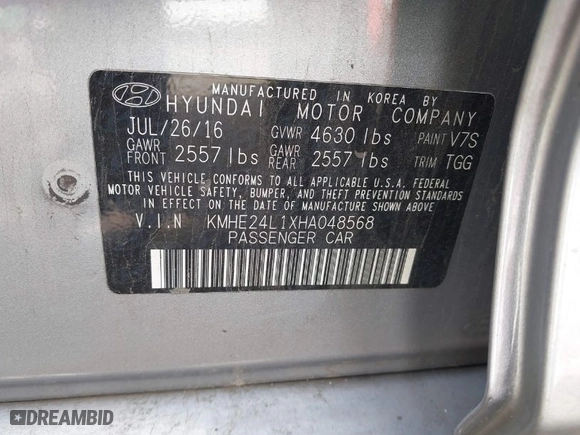 MANUFACTURED IN KOREA BY
HYUNDAI MOTOR COMPANY
JUL/26/16 GVWR 4630 lbs PAINT V7S
GAWR FRONT 2557 lbs GAWR REAR 2557 lbs TRIM TGG
THIS VEHICLE CONFORMS TO ALL APPLICABLE U.S.A. FEDERAL
MOTOR VEHICLE SAFETY, BUMPER, AND THEFT PREVENTION STANDARDS
IN EFFECT ON THE DATE OF MANUFACTURE SHOWN ABOVE
V.I.N KMHE24L1XHA048568
PASSENGER CAR
DREAMBID